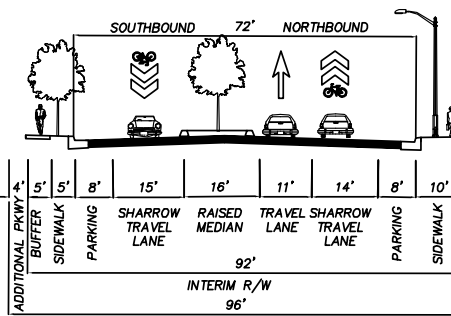 SOUTHBOUND 72' NORTHBOUND
4' 5' 5' 8' 15' 16' 11' 14' 8' 10'
ADDITIONAL PKWY
BUFFER
SIDEWALK
PARKING
SHARROW
TRAVEL
LANE
RAISED
MEDIAN
TRAVEL
LANE
SHARROW
TRAVEL
LANE
PARKING
SIDEWALK
92'
INTERIM R/W
96'